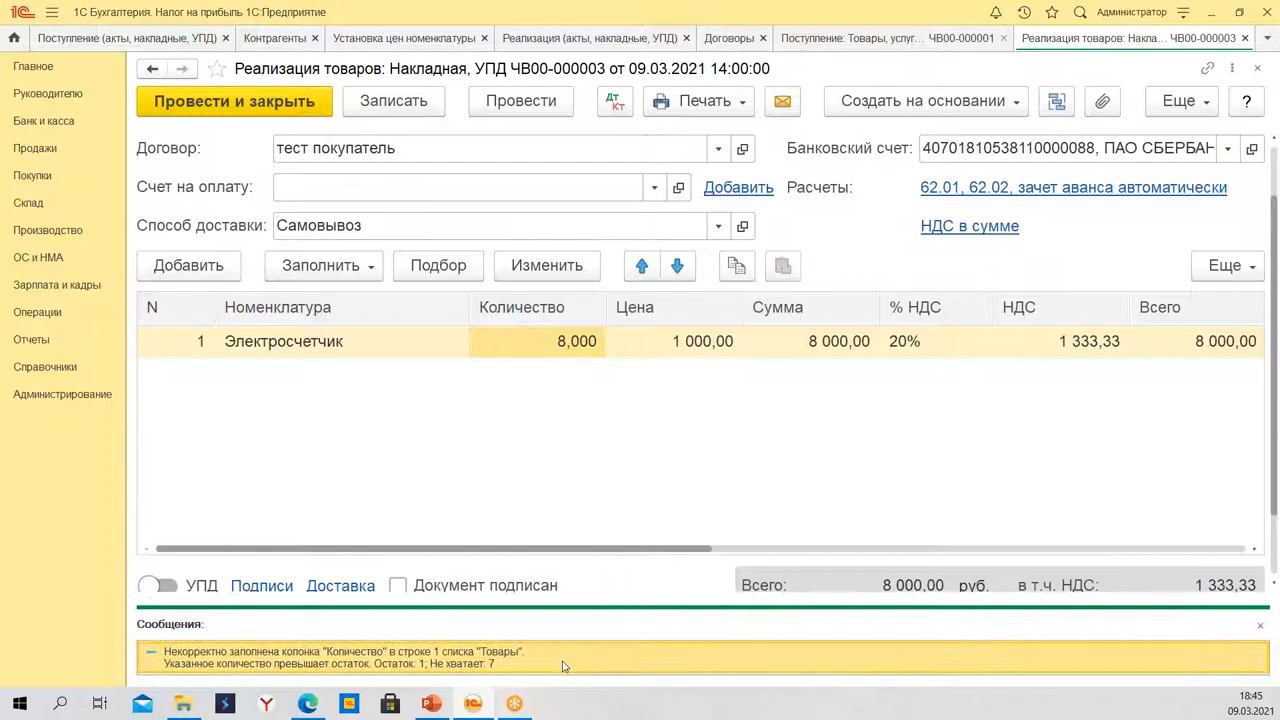 1С Бухгалтерия. Налог на прибыль 1С:Предприятие
Администратор
Поступление (акты, накладные, УПД) × Контрагенты × Установка цен номенклатуры × Реализация (акты, накладные, УПД) × Договоры × Поступление: Товары, услуг... ЧВ00-000001 × Реализация товаров: Накла... ЧВ00-000003 ×
Главное
Руководителю
Банк и касса
Продажи
Покупки
Склад
Производство
ОС и НМА
Зарплата и кадры
Операции
Отчеты
Справочники
Администрирование
Реализация товаров: Накладная, УПД ЧВ00-000003 от 09.03.2021 14:00:00
Провести и закрыть Записать Провести Дт Кт Печать Создать на основании Еще ?
Договор: тест покупатель Банковский счет: 40701810538110000088, ПАО СБЕРБАН
Счет на оплату: Добавить Расчеты: 62.01, 62.02, зачет аванса автоматически
Способ доставки: Самовывоз НДС в сумме
Добавить Заполнить Подбор Изменить Еще
N Номенклатура Количество Цена Сумма % НДС НДС Всего
1 Электросчетчик 8,000 1 000,00 8 000,00 20% 1 333,33 8 000,00
УПД Подписи Доставка Документ подписан Всего: 8 000,00 руб. в т.ч. НДС: 1 333,33
Сообщения:
Некорректно заполнена колонка "Количество" в строке 1 списка "Товары".
Указанное количество превышает остаток. Остаток: 1; Не хватает: 7
18:45
09.03.2021